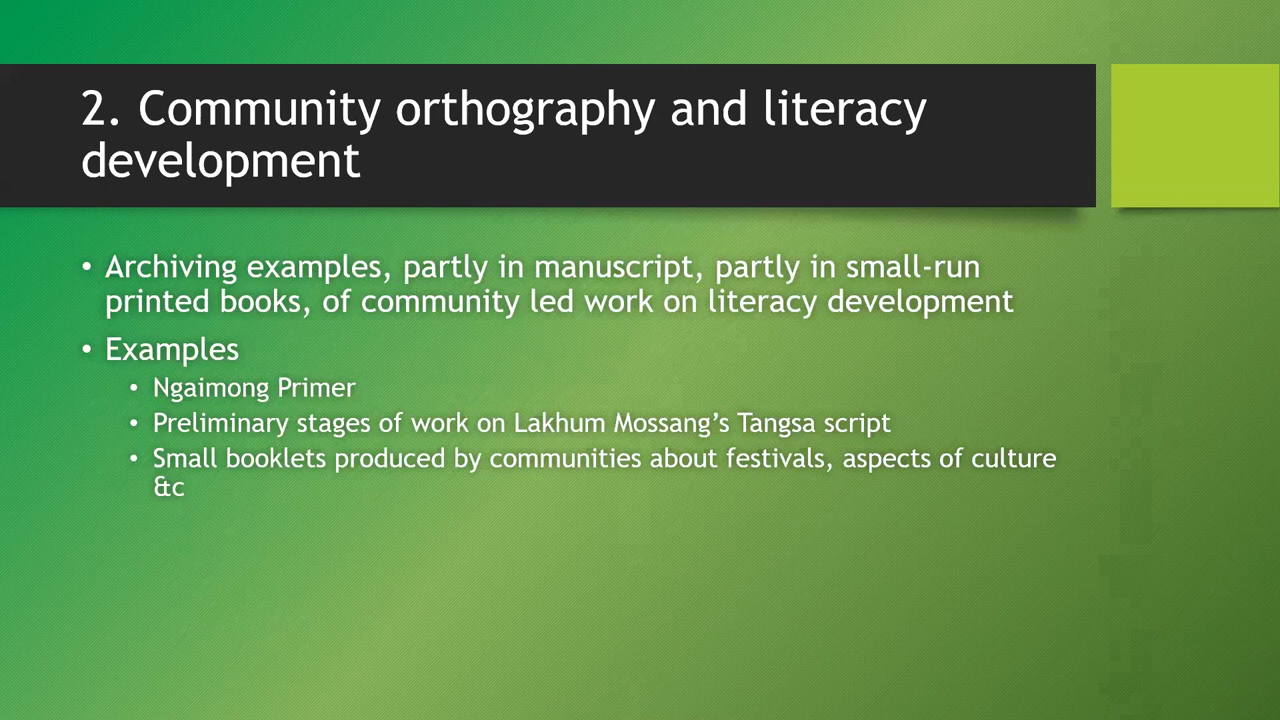 2. Community orthography and literacy
development
• Archiving examples, partly in manuscript, partly in small-run
printed books, of community led work on literacy development
• Examples
• Ngaimong Primer
• Preliminary stages of work on Lakhum Mossang’s Tangsa script
• Small booklets produced by communities about festivals, aspects of culture
&c